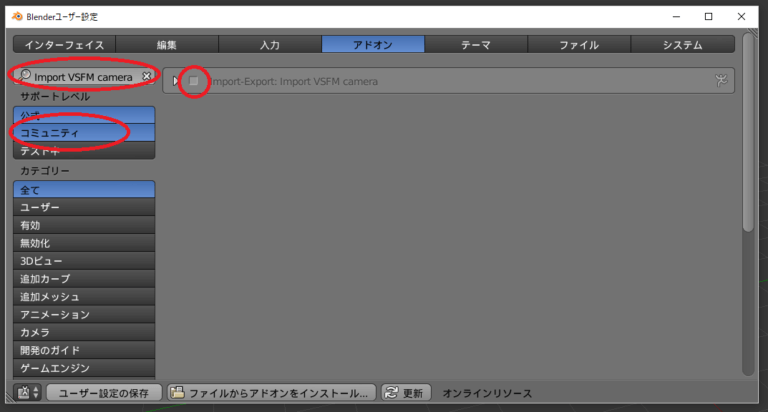 Blenderユーザー設定
インターフェイス 編集 入力 アドオン テーマ ファイル システム
Import VSFM camera
Import-Export: Import VSFM camera
サポートレベル
公式
コミュニティ
テスト中
カテゴリー
全て
ユーザー
有効
無効化
3Dビュー
追加カーブ
追加メッシュ
アニメーション
カメラ
開発のガイド
ゲームエンジン
ユーザー設定の保存 ファイルからアドオンをインストール... 更新 オンラインリソース